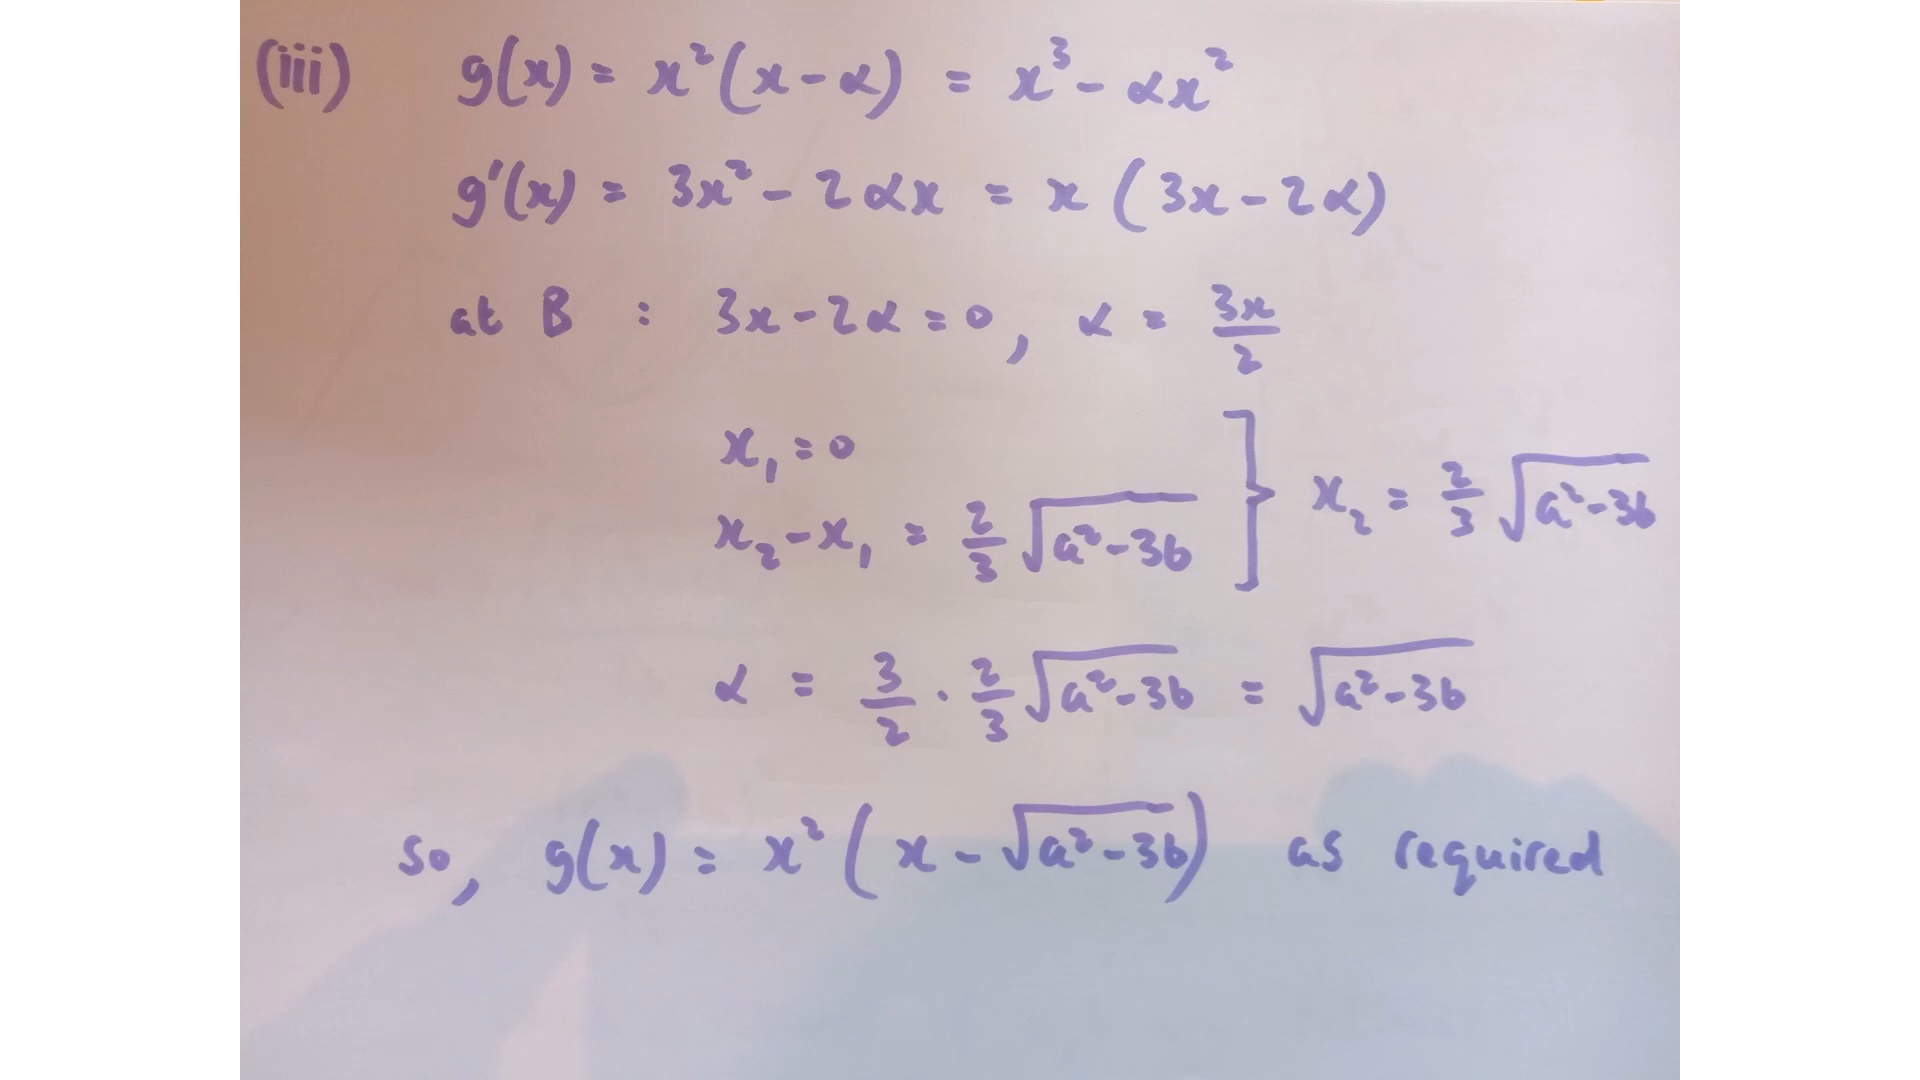 (iii) g(x) = x²(x-α) = x³ - αx²
g'(x) = 3x² - 2αx = x(3x-2α)
at B : 3x-2α=0, α = 3x/2
x₁=0
x₂-x₁ = 2/3 √(a²-3b) } x₂ = 2/3 √(a²-3b)
α = 3/2 · 2/3 √(a²-3b) = √(a²-3b)
so, g(x) = x²(x-√(a²-3b)) as required